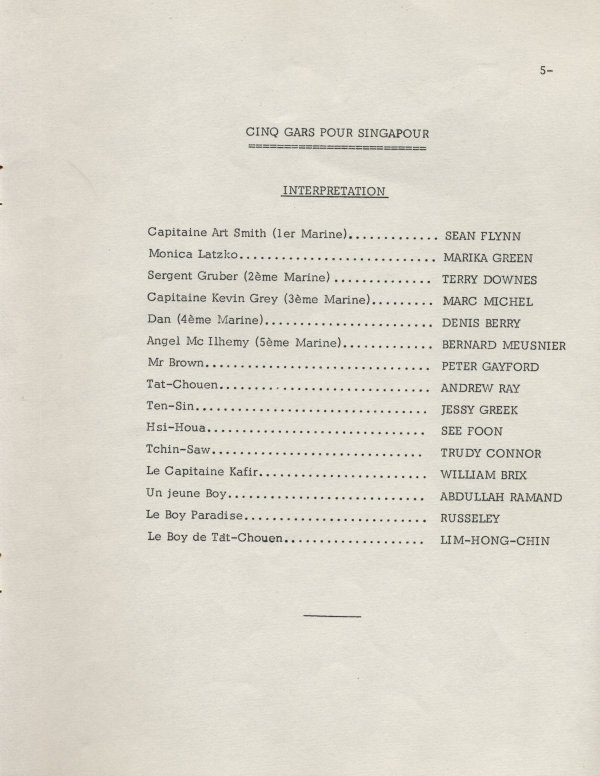 5-
CINQ GARS POUR SINGAPOUR
=========================
INTERPRETATION
Capitaine Art Smith (1er Marine)............. SEAN FLYNN
Monica Latzko............................ MARIKA GREEN
Sergent Gruber (2ème Marine) .............. TERRY DOWNES
Capitaine Kevin Grey (3ème Marine)......... MARC MICHEL
Dan (4ème Marine)........................ DENIS BERRY
Angel Mc Ilhemy (5ème Marine)............. BERNARD MEUSNIER
Mr Brown................................ PETER GAYFORD
Tat-Chouen.............................. ANDREW RAY
Ten-Sin................................. JESSY GREEK
Hsi-Houa................................ SEE FOON
Tchin-Saw.............................. TRUDY CONNOR
Le Capitaine Kafir........................ WILLIAM BRIX
Un jeune Boy............................ ABDULLAH RAMAND
Le Boy Paradise.......................... RUSSELEY
Le Boy de Tat-Chouen.................... LIM-HONG-CHIN